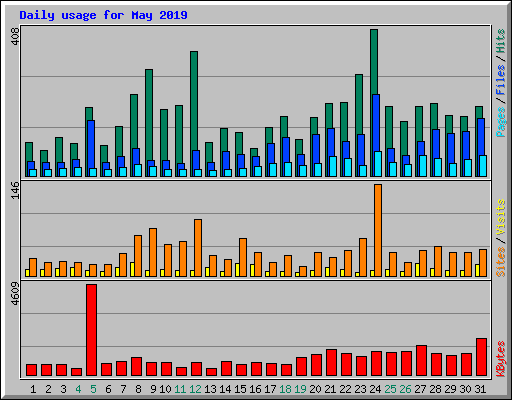 Daily usage for May 2019
408
Pages / Files / Hits
146
Sites / Visits
4609
KBytes
1 2 3 4 5 6 7 8 9 10 11 12 13 14 15 16 17 18 19 20 21 22 23 24 25 26 27 28 29 30 31